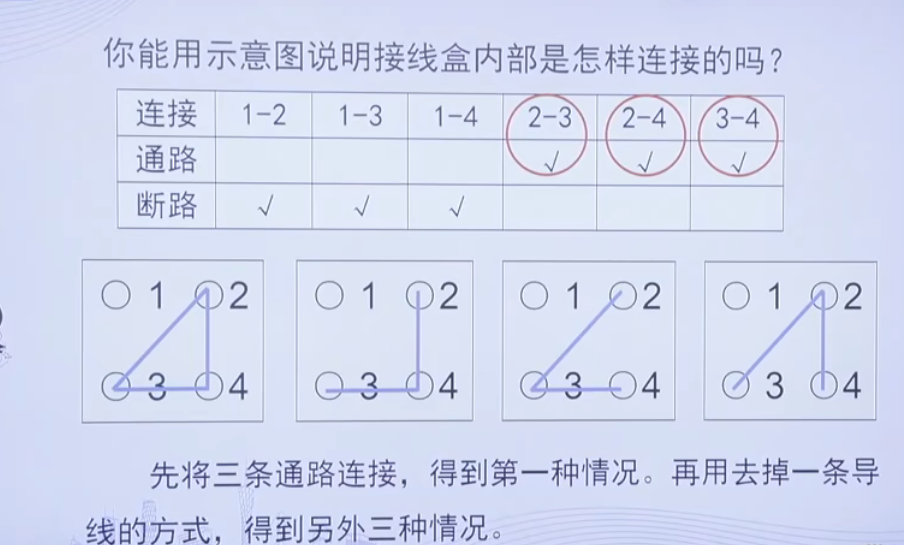 你能用示意图说明接线盒内部是怎样连接的吗?
连接 1-2 1-3 1-4 2-3 2-4 3-4
通路 √ √ √
断路 √ √ √
1 2 1 2 1 2 1 2
3 4 3 4 3 4 3 4
先将三条通路连接，得到第一种情况。再用去掉一条导
线的方式，得到另外三种情况。